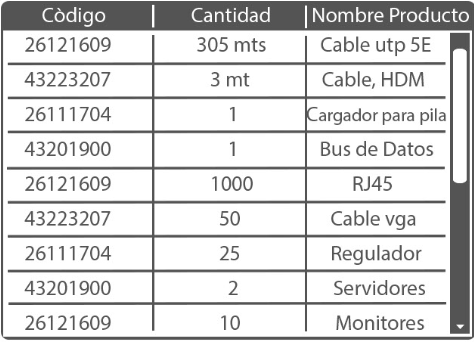 Còdigo Cantidad Nombre Producto
26121609 305 mts Cable utp 5E
43223207 3 mt Cable, HDM
26111704 1 Cargador para pila
43201900 1 Bus de Datos
26121609 1000 RJ45
43223207 50 Cable vga
26111704 25 Regulador
43201900 2 Servidores
26121609 10 Monitores